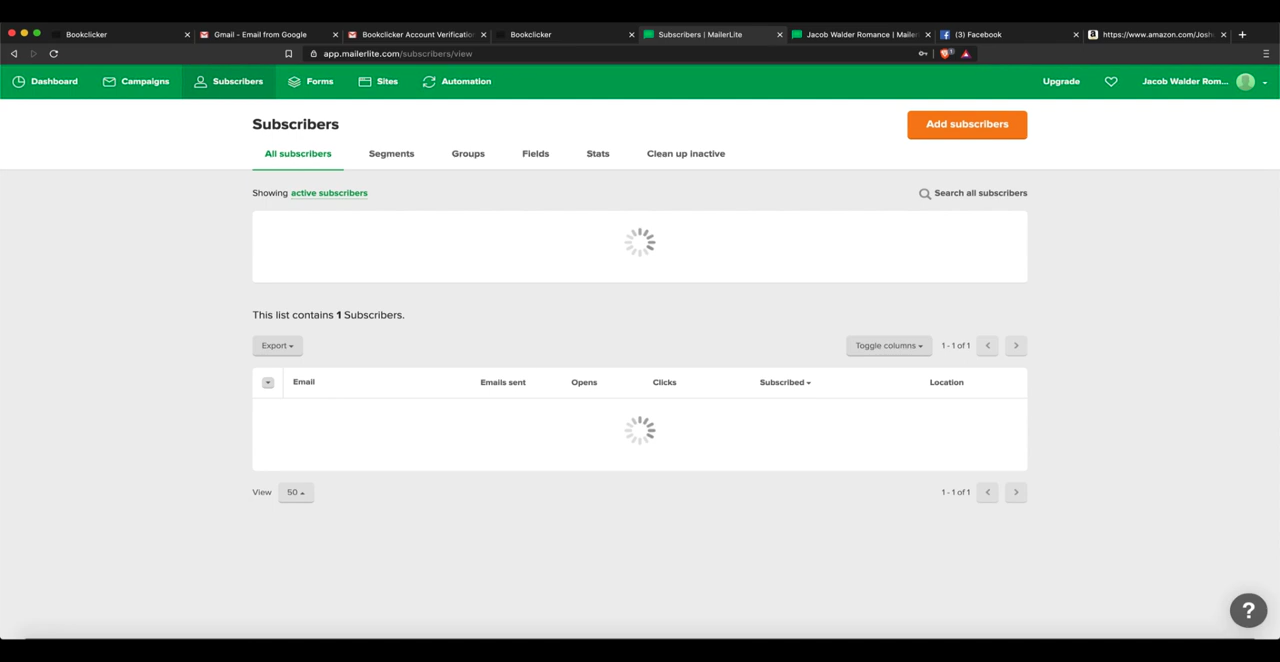 Bookclicker
Gmail - Email from Google
Bookclicker Account Verificatio
Bookclicker
Subscribers | MailerLite
Jacob Walder Romance | Mailer
(3) Facebook
https://www.amazon.com/Josh
app.mailerlite.com/subscribers/view
Dashboard
Campaigns
Subscribers
Forms
Sites
Automation
Upgrade
Jacob Walder Rom...
Subscribers
Add subscribers
All subscribers
Segments
Groups
Fields
Stats
Clean up inactive
Showing active subscribers
Search all subscribers
This list contains 1 Subscribers.
Export
Toggle columns
1 - 1 of 1
Email
Emails sent
Opens
Clicks
Subscribed
Location
View
50
1 - 1 of 1
?